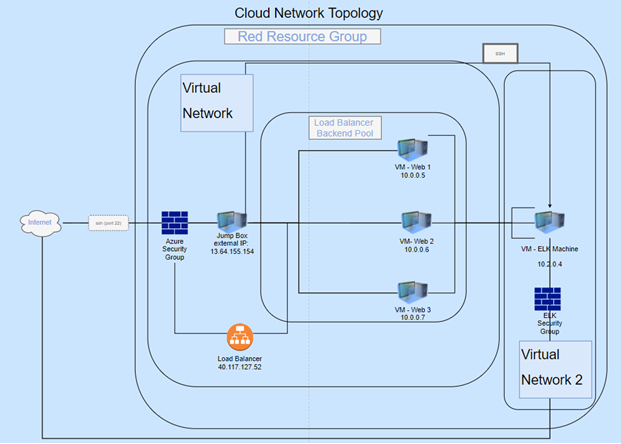 Cloud Network Topology
Red Resource Group
SSH
Virtual
Network
Load Balancer
Backend Pool
VM - Web 1
10.0.0.5
Internet
ssh (port 22)
Azure
Security
Group
Jump Box
external IP:
13.64.155.154
VM- Web 2
10.0.0.6
VM - ELK Machine
10.2.0.4
VM - Web 3
10.0.0.7
ELK
Security
Group
Load Balancer
40.117.127.52
Virtual
Network 2